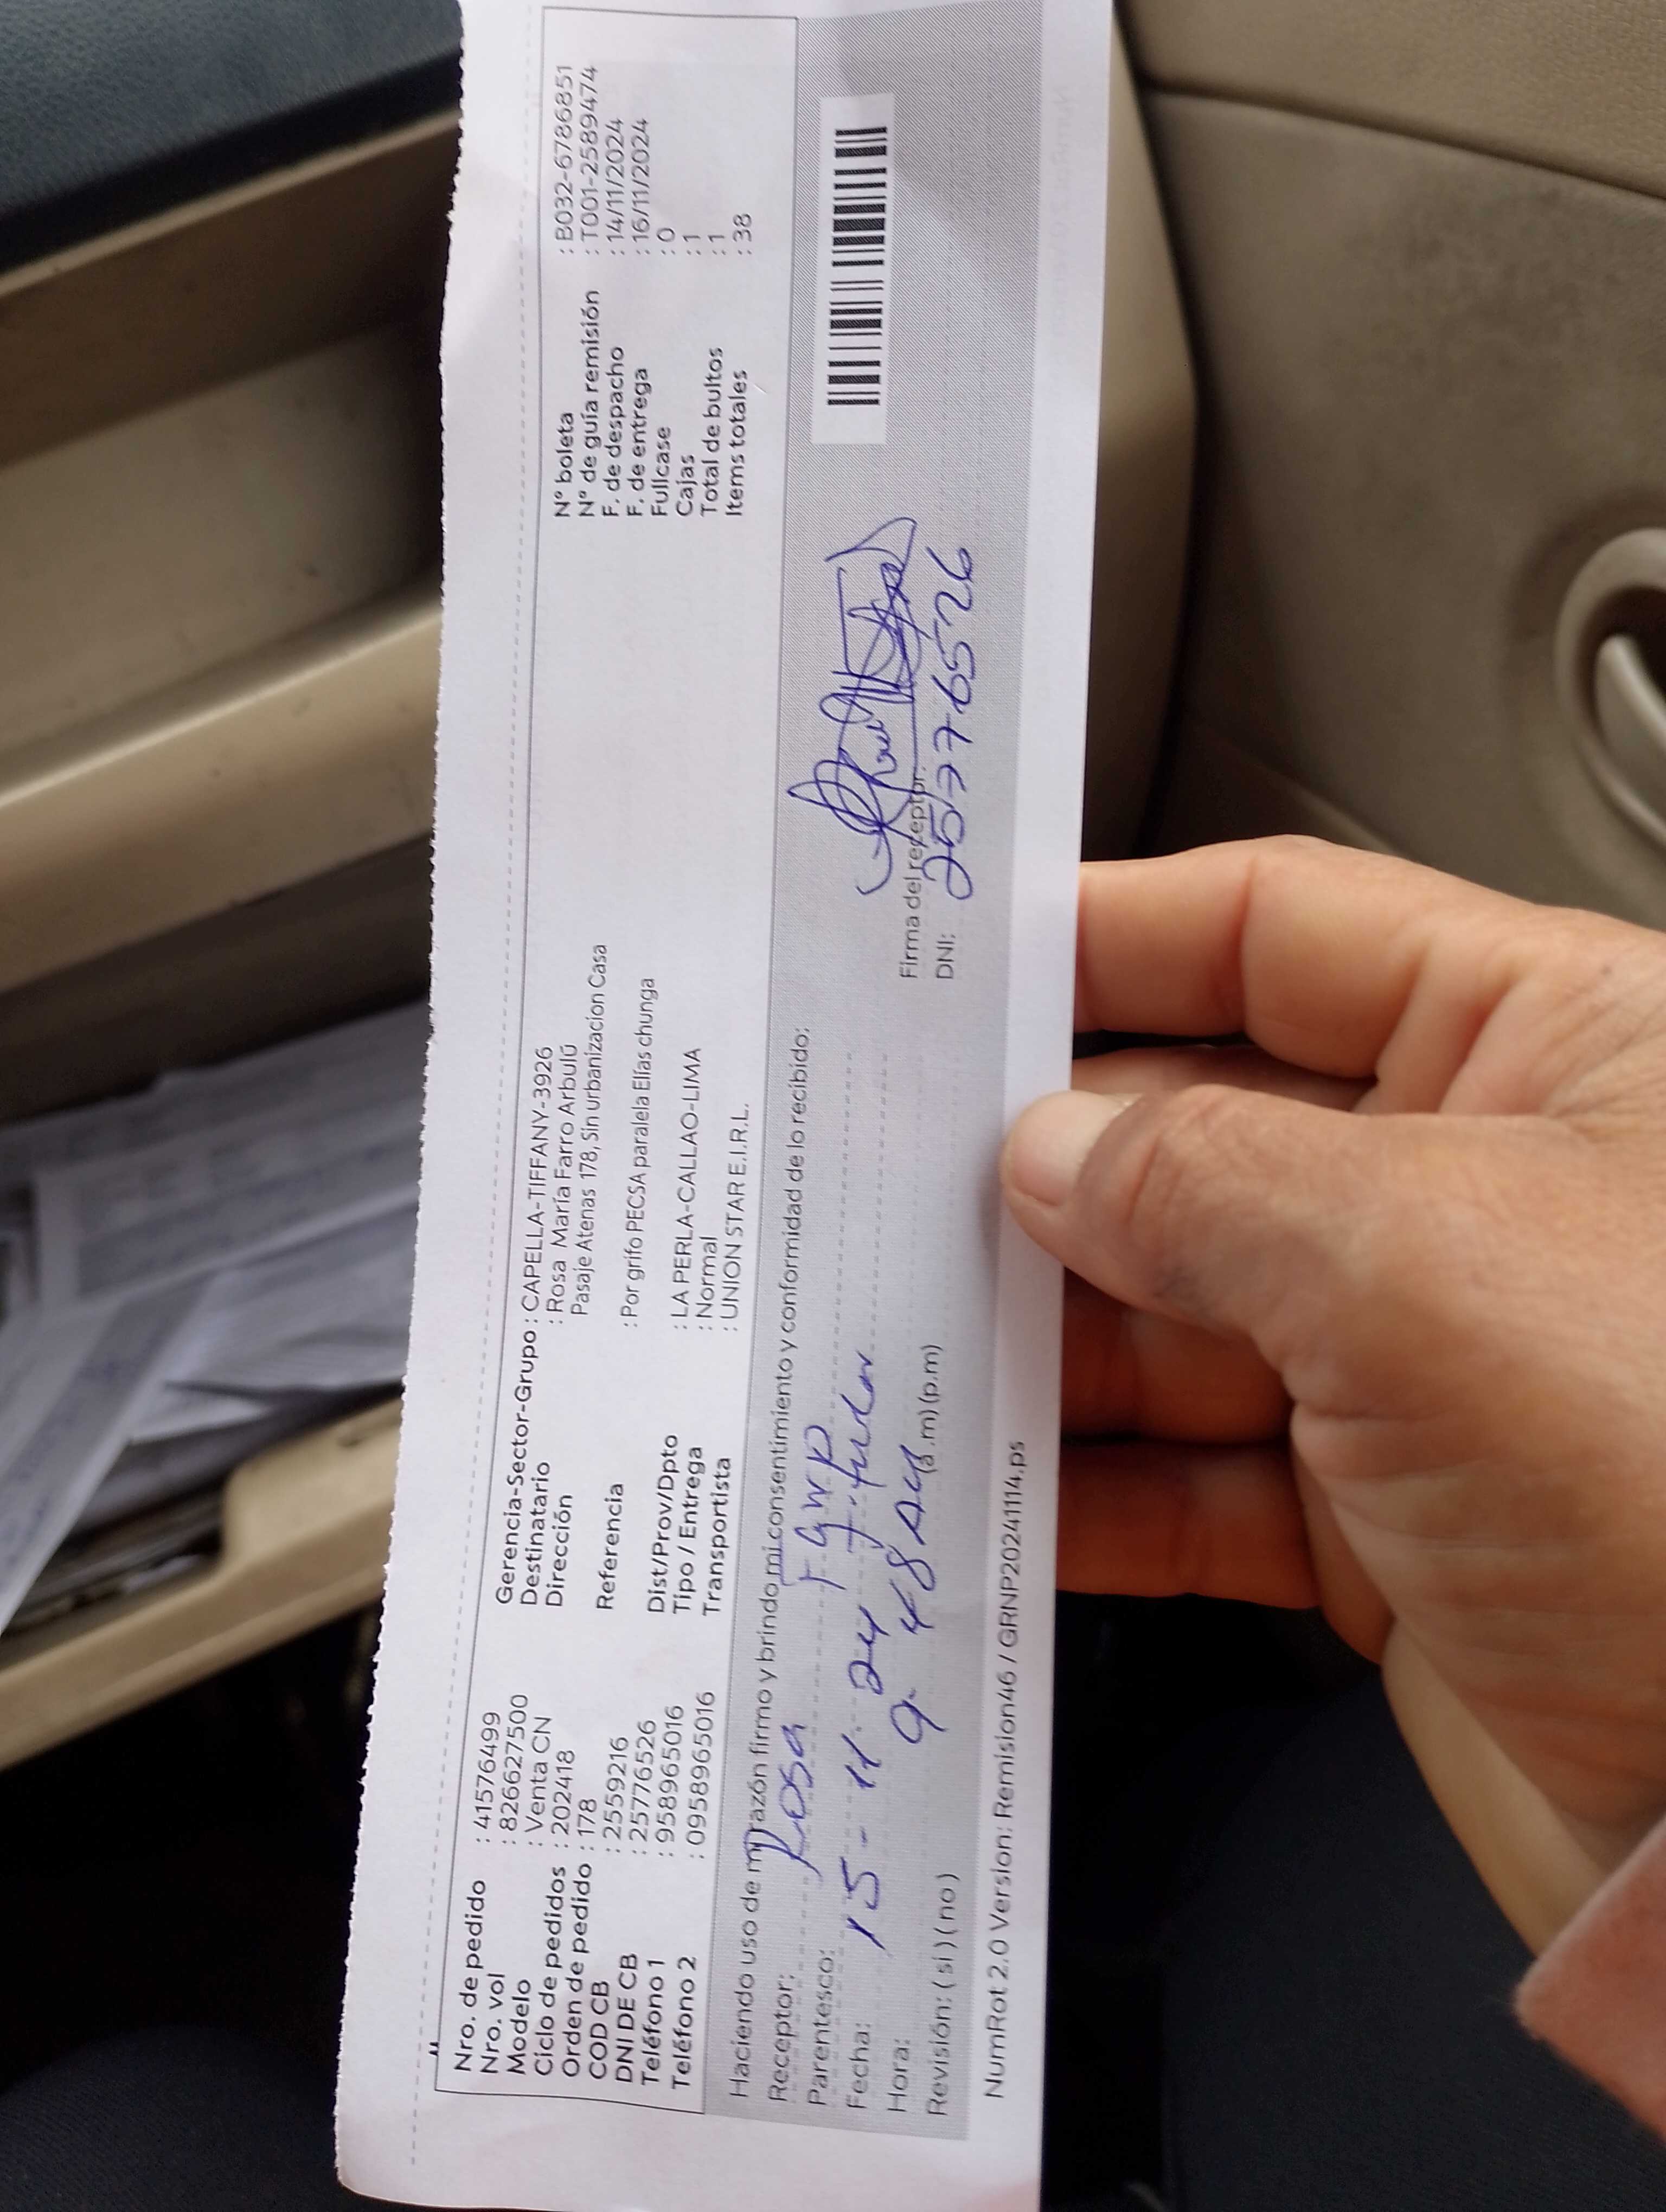 Nro. de pedido : 41576499
Nro. vol : 826627500
Modelo : Venta CN
Ciclo de pedidos : 202418
Orden de pedido : 178
COD CB : 2559216
DNI DE CB : 25776526
Teléfono 1 : 958965016
Teléfono 2 : 0958965016
Gerencia-Sector-Grupo : CAPELLA-TIFFANY-3926
Destinatario : Rosa María Farro Arbulú
Dirección Pasaje Atenas 178, Sin urbanizacion Casa
Referencia : Por grifo PECSA paralela Elías chunga
Dist/Prov/Dpto : LA PERLA-CALLAO-LIMA
Tipo / Entrega : Normal
Transportista : UNION STAR E.I.R.L.
N° boleta : B032-6786851
N° de guía remisión : T001-2589474
F. de despacho : 14/11/2024
F. de entrega : 16/11/2024
Fullcase : 0
Cajas : 1
Total de bultos : 1
Items totales : 38
Haciendo uso de mi razón firmo y brindo mi consentimiento y conformidad de lo recibido:
Receptor: Rosa
Parentesco: Titular
Fecha: 15-11-24
Hora: 9.48 (a.m) (p.m)
Revisión: ( si ) ( no )
Firma del receptor:
DNI: 25776526
NumRot 2.0 Version: Remision46 / GRNP20241114.ps